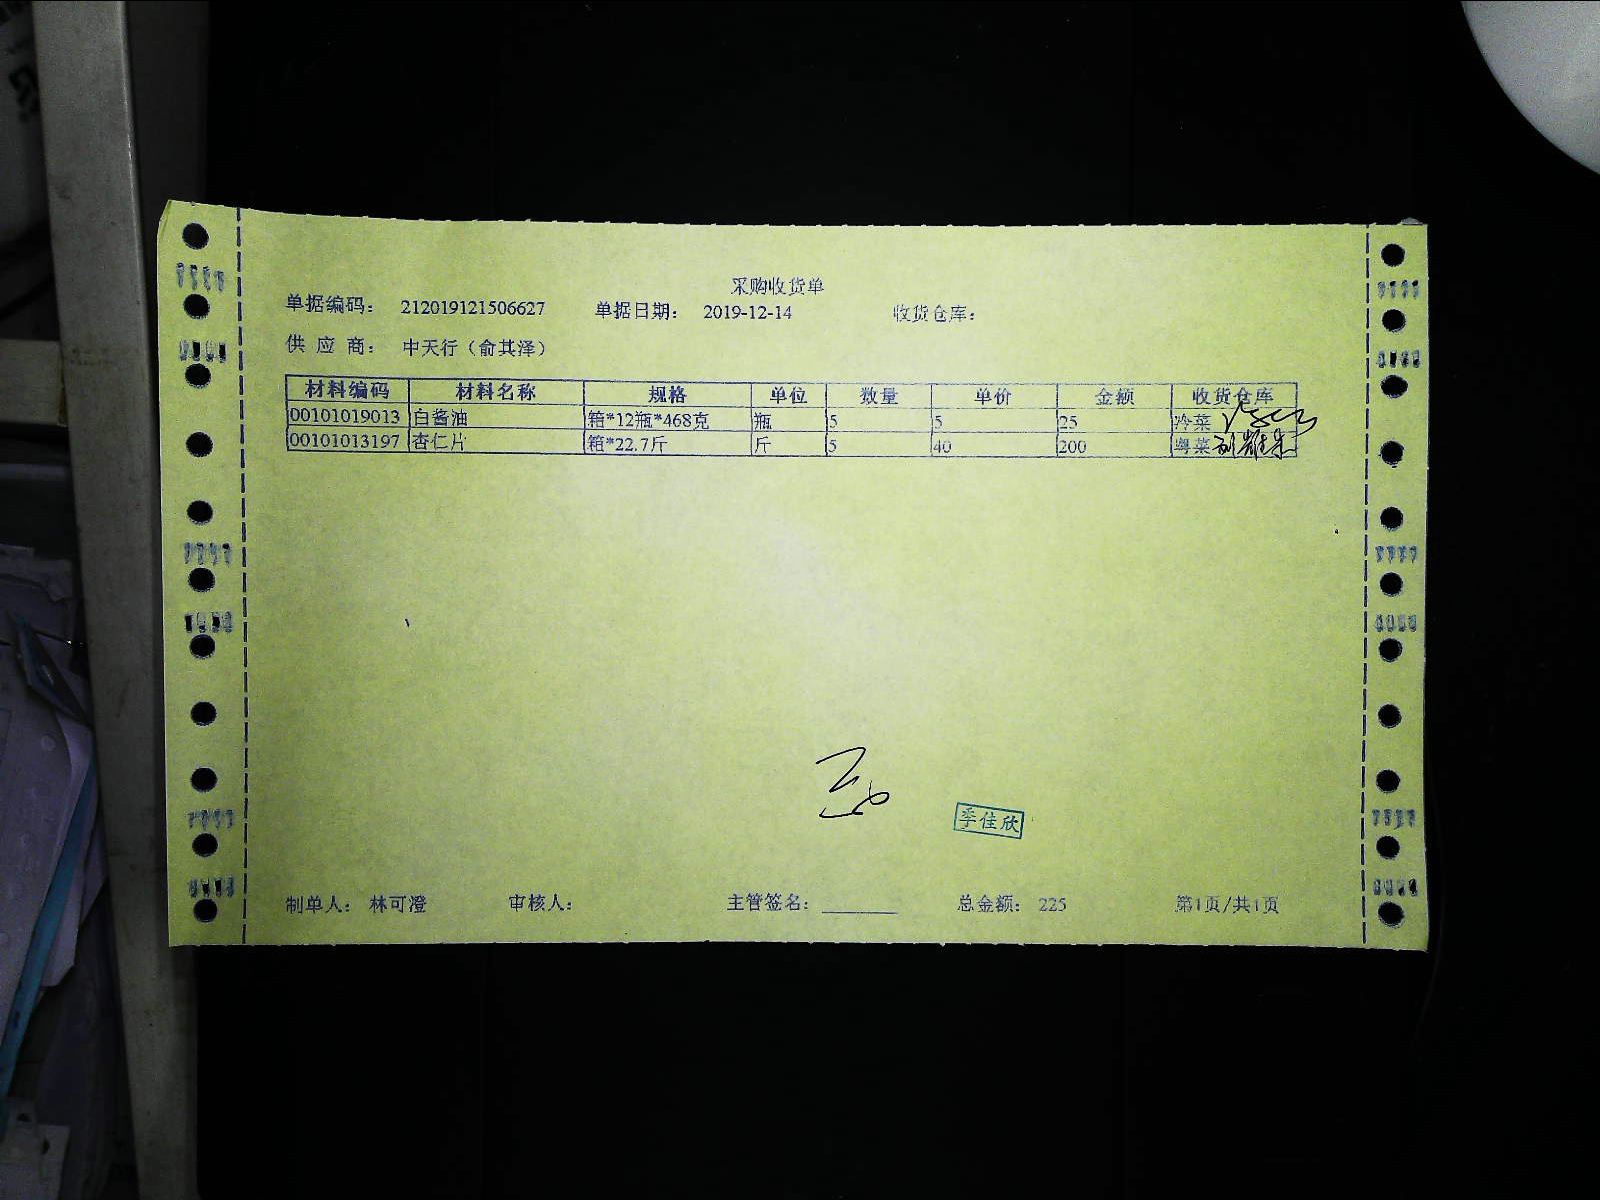 采购收货单
单据编码： 212019121506627 单据日期： 2019-12-14 收货仓库：
供 应 商： 中天行（俞其泽）
材料编码 材料名称 规格 单位 数量 单价 金额 收货仓库
00101019013 白酱油 箱*12瓶*468克 瓶 5 5 25 冷菜
00101013197 杏仁片 箱*22.7斤 斤 5 40 200 粤菜
季佳欣
制单人： 林可澄 审核人： 主管签名： 总金额： 225 第1页/共1页